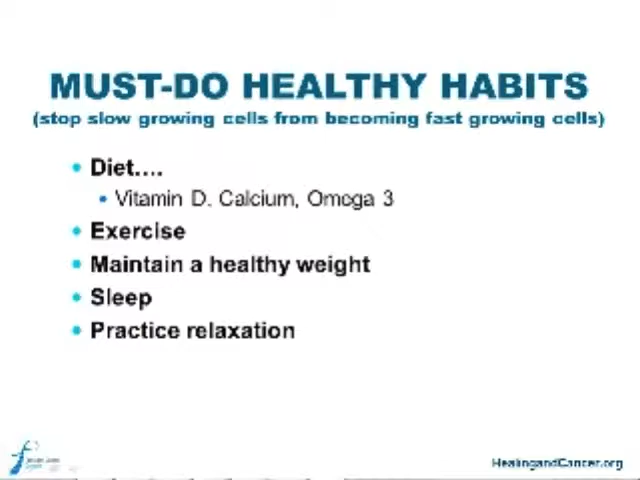 MUST-DO HEALTHY HABITS
(stop slow growing cells from becoming fast growing cells)
Diet….
Vitamin D, Calcium, Omega 3
Exercise
Maintain a healthy weight
Sleep
Practice relaxation
HealingandCancer.org